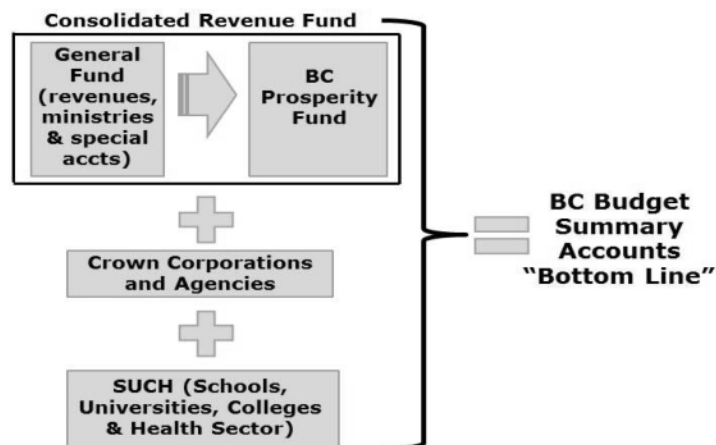 Consolidated Revenue Fund
General
Fund
(revenues,
ministries
& special
accts)
BC
Prosperity
Fund
Crown Corporations
and Agencies
SUCH (Schools,
Universities, Colleges
& Health Sector)
BC Budget
Summary
Accounts
“Bottom Line”